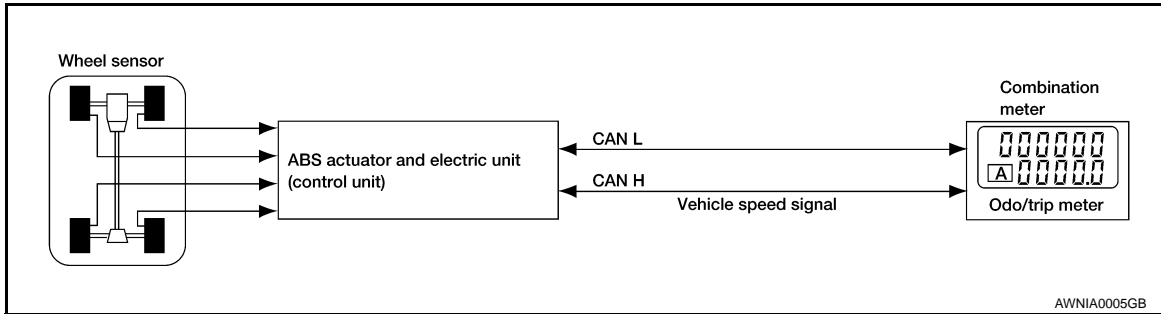 Wheel sensor
ABS actuator and electric unit
(control unit)
CAN L
CAN H
Vehicle speed signal
Combination
meter
000000
A 0000.0
Odo/trip meter
AWNIA0005GB